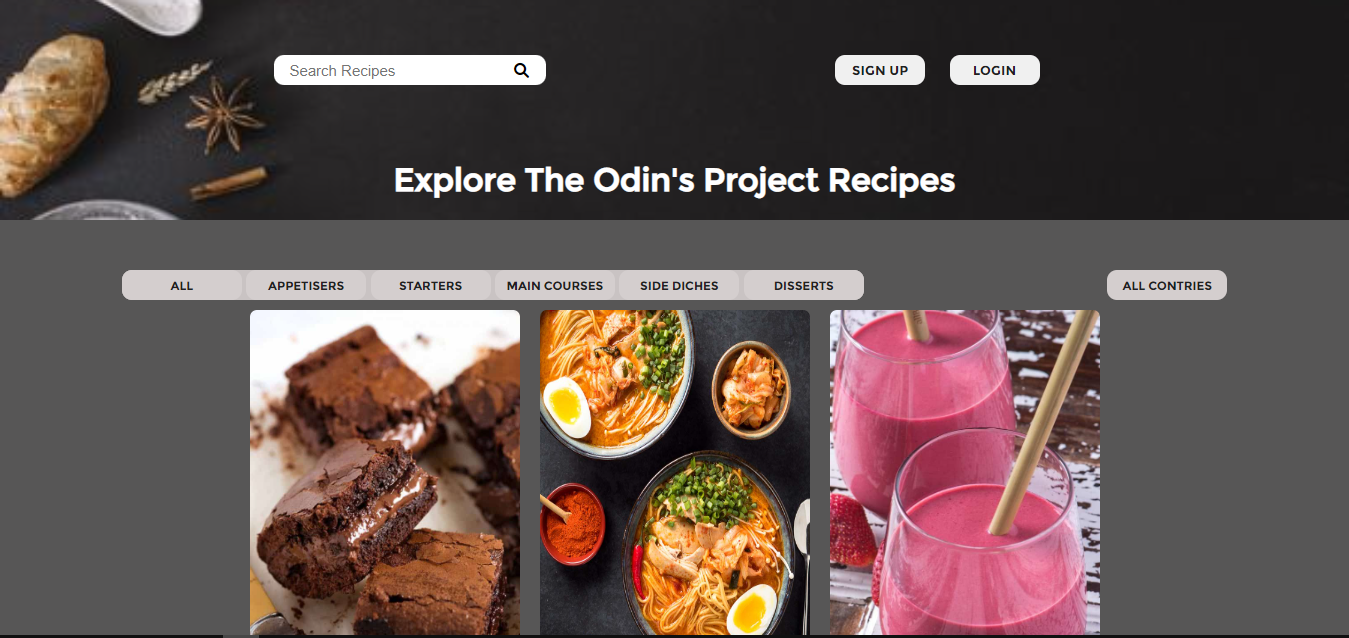 Search Recipes
SIGN UP
LOGIN
Explore The Odin's Project Recipes
ALL
APPETISERS
STARTERS
MAIN COURSES
SIDE DICHES
DISSERTS
ALL CONTRIES